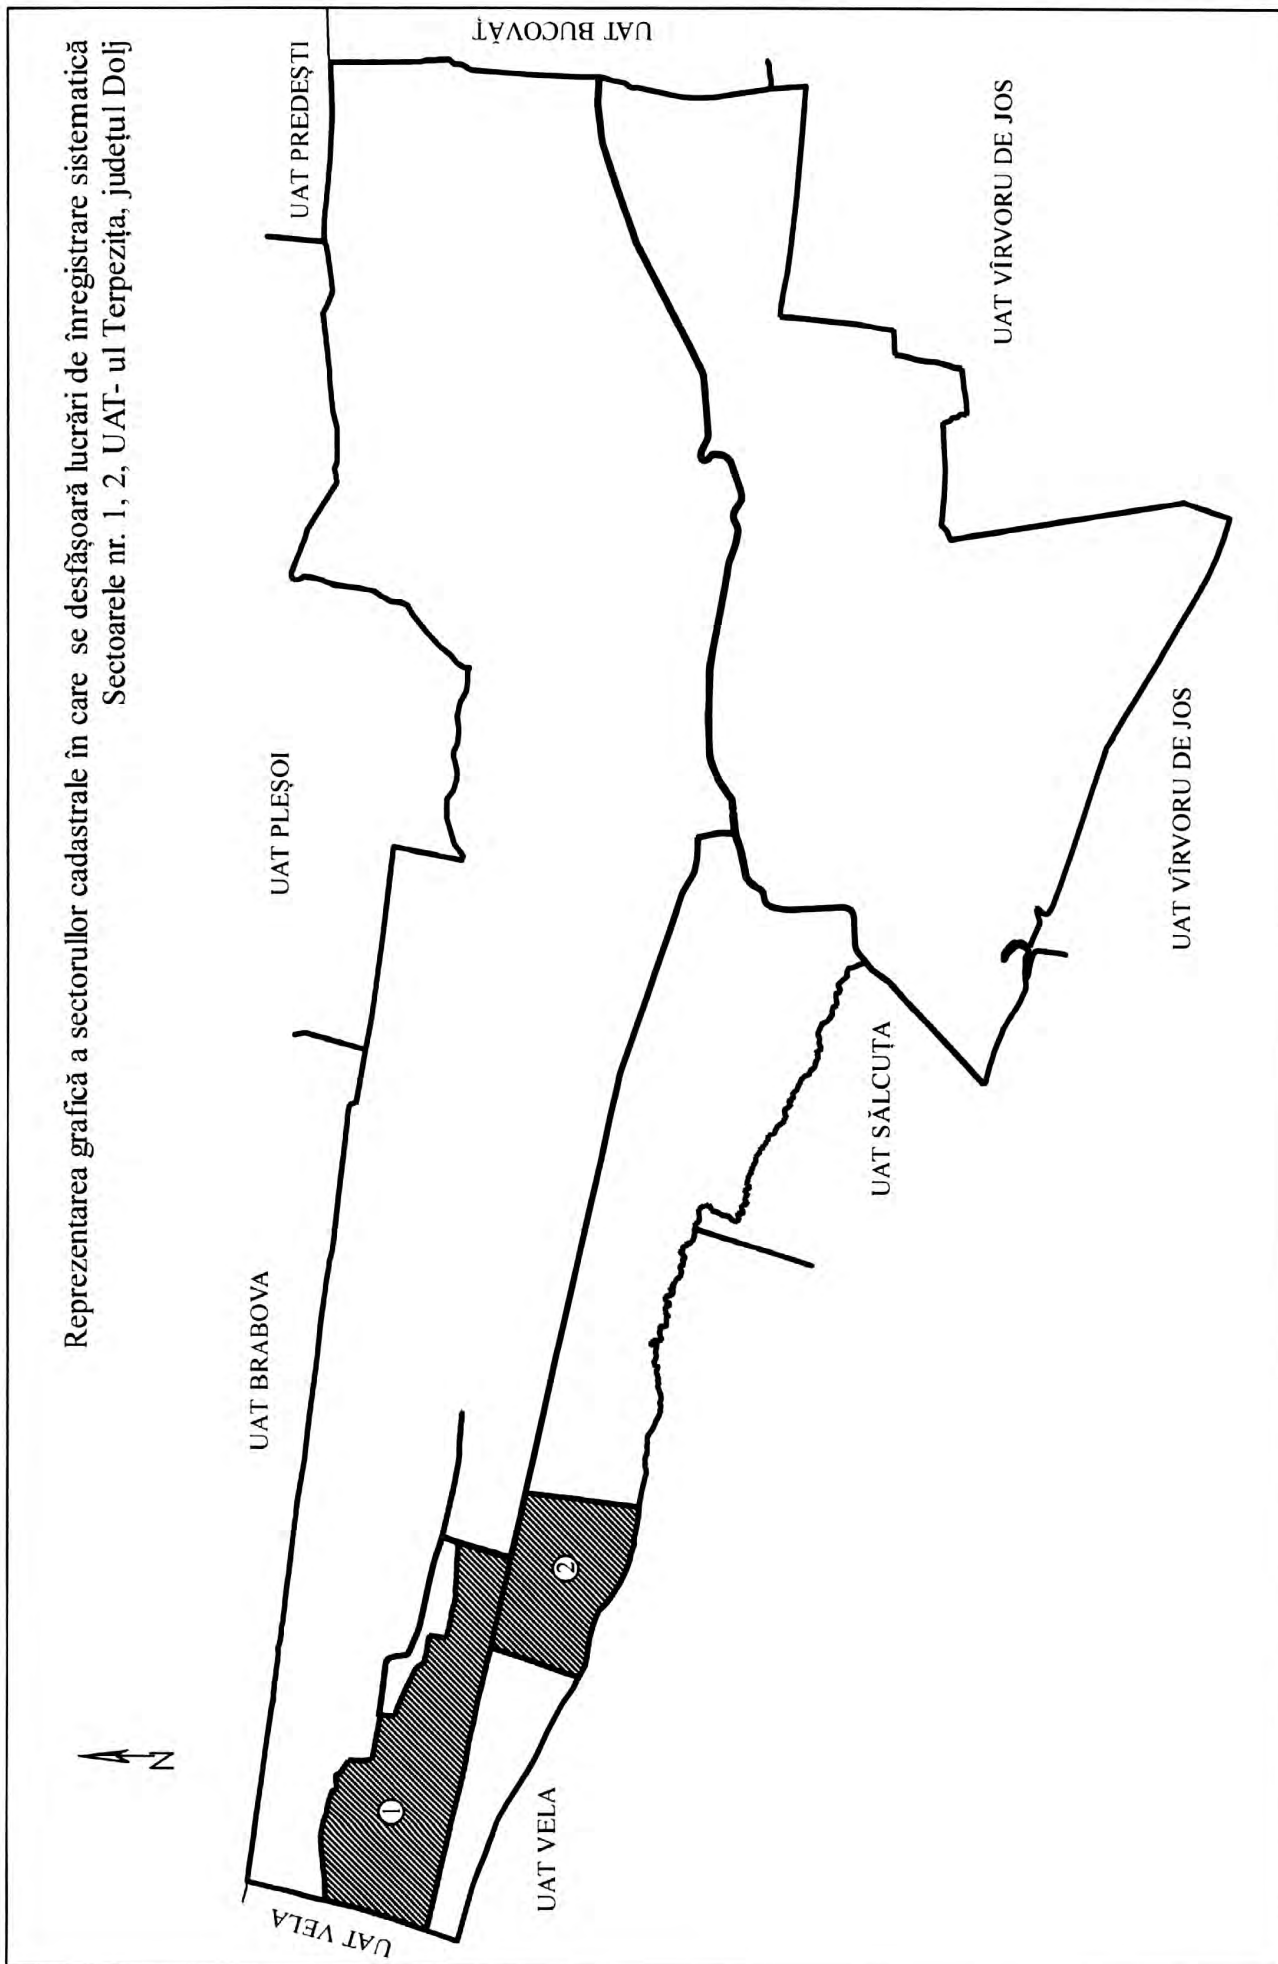 Reprezentarea grafică a sectorullor cadastrale în care se desfășoară lucrări de înregistrare sistematică
Sectoarele nr. 1, 2, UAT- ul Terpezița, județul Dolj
N
UAT BRABOVA
UAT PLEȘOI
UAT PREDEȘTI
UAT BUCOVĂȚ
UAT VELA
1
2
UAT VELA
UAT SĂLCUȚA
UAT VÎRVORU DE JOS
UAT VÎRVORU DE JOS